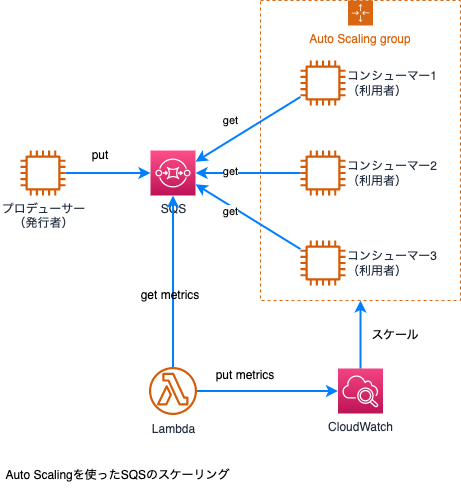 Auto Scaling group
コンシューマー1
（利用者）
get
put
コンシューマー2
（利用者）
get
SQS
プロデューサー
（発行者）
get
コンシューマー3
（利用者）
get metrics
スケール
put metrics
Lambda
CloudWatch
Auto Scalingを使ったSQSのスケーリング